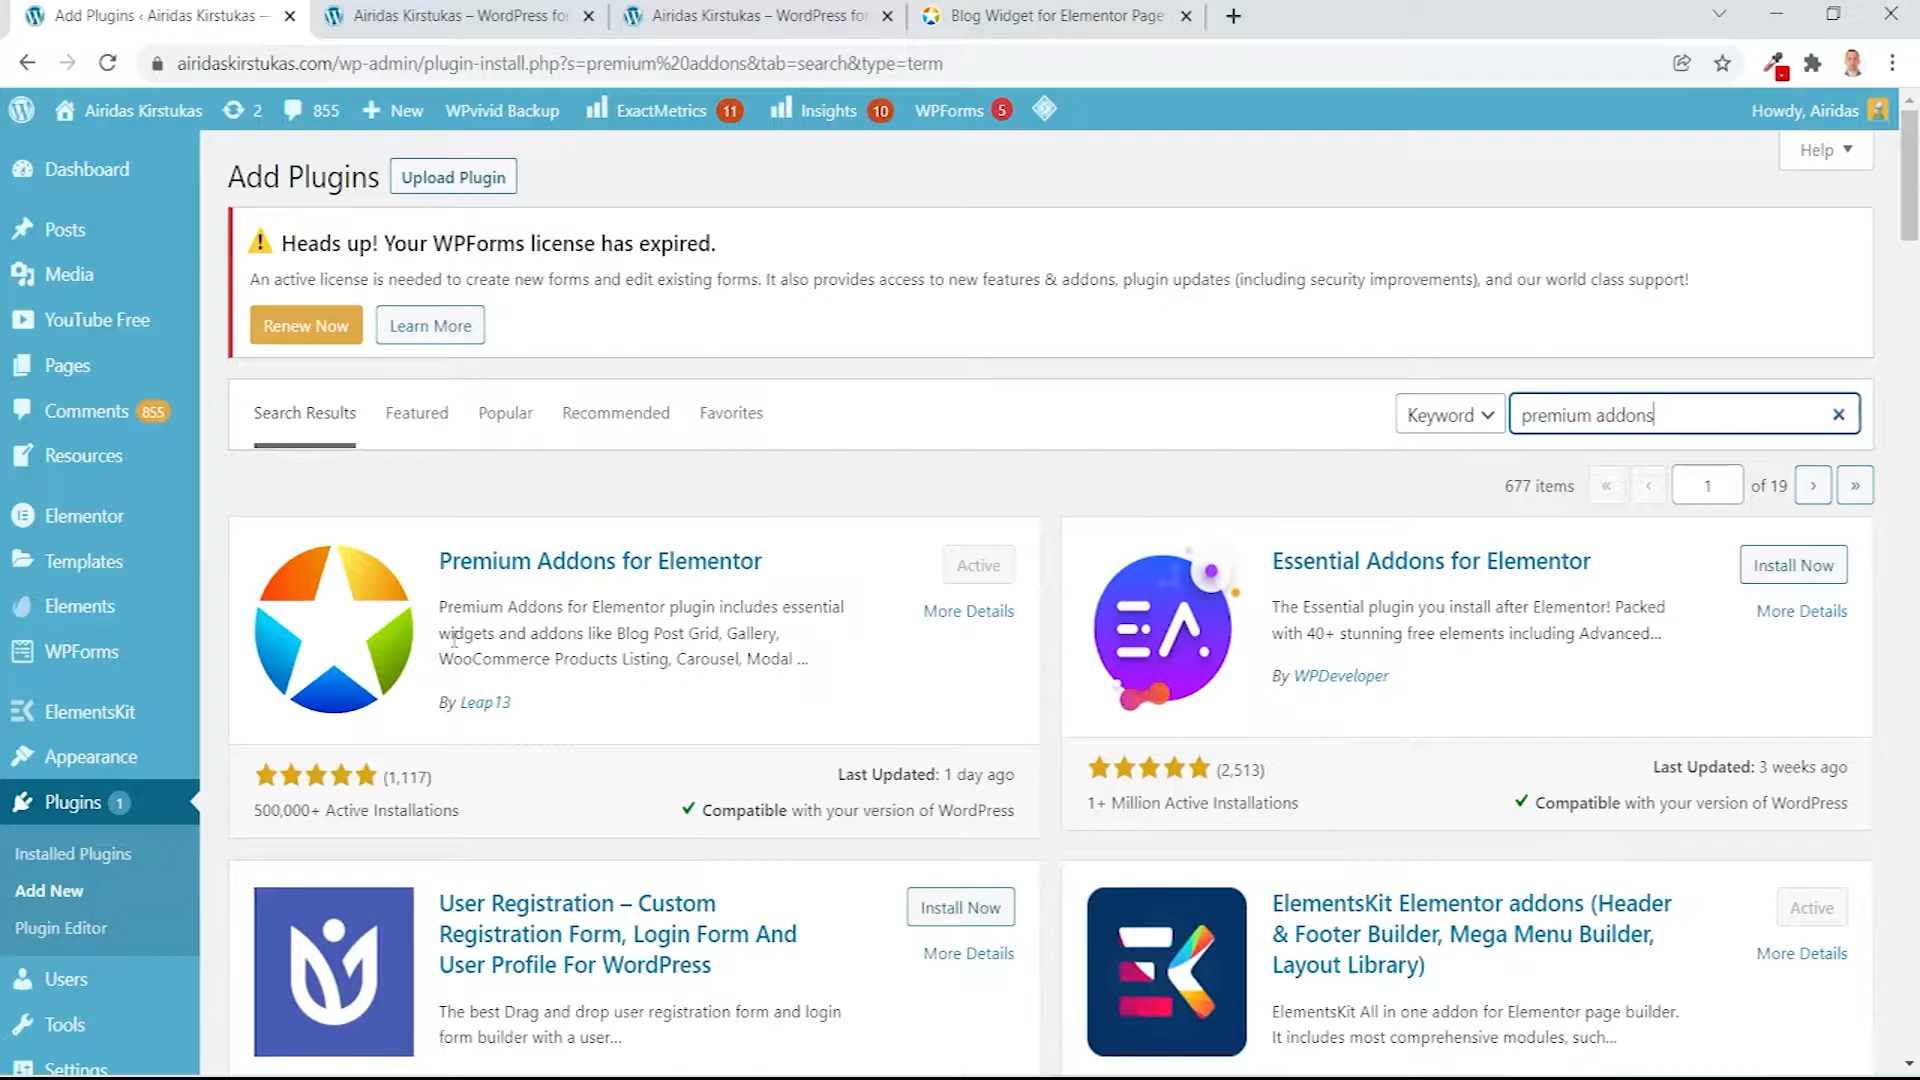 Add Plugins ‹ Airidas Kirstukas —
Airidas Kirstukas – WordPress fo
Airidas Kirstukas – WordPress for
Blog Widget for Elementor Page
airidaskirstukas.com/wp-admin/plugin-install.php?s=premium%20addons&tab=search&type=term
Airidas Kirstukas
2
855
New
WPvivid Backup
ExactMetrics 11
Insights 10
WPForms 5
Howdy, Airidas
Dashboard
Posts
Media
YouTube Free
Pages
Comments 855
Resources
Elementor
Templates
Elements
WPForms
ElementsKit
Appearance
Plugins 1
Installed Plugins
Add New
Plugin Editor
Users
Tools
Settings
Help
Add Plugins
Upload Plugin
Heads up! Your WPForms license has expired.
An active license is needed to create new forms and edit existing forms. It also provides access to new features & addons, plugin updates (including security improvements), and our world class support!
Renew Now
Learn More
Search Results
Featured
Popular
Recommended
Favorites
Keyword
premium addons
677 items
«
‹
1
of 19
›
»
Premium Addons for Elementor
Active
More Details
Premium Addons for Elementor plugin includes essential
widgets and addons like Blog Post Grid, Gallery,
WooCommerce Products Listing, Carousel, Modal ...
By Leap13
(1,117)
500,000+ Active Installations
Last Updated: 1 day ago
Compatible with your version of WordPress
Essential Addons for Elementor
Install Now
More Details
The Essential plugin you install after Elementor! Packed
with 40+ stunning free elements including Advanced...
By WPDeveloper
(2,513)
1+ Million Active Installations
Last Updated: 3 weeks ago
Compatible with your version of WordPress
User Registration – Custom
Registration Form, Login Form And
User Profile For WordPress
Install Now
More Details
The best Drag and drop user registration form and login
form builder with a user...
ElementsKit Elementor addons (Header
& Footer Builder, Mega Menu Builder,
Layout Library)
Active
More Details
ElementsKit All in one addon for Elementor page builder.
It includes most comprehensive modules, such...